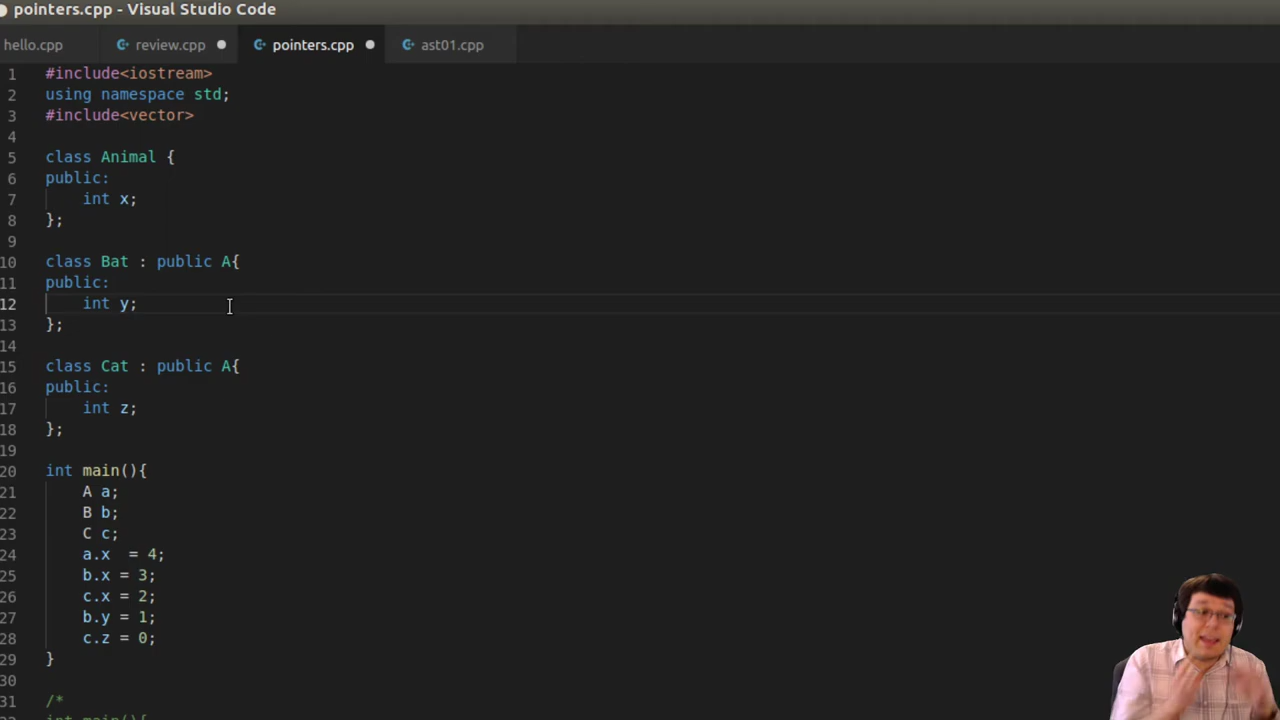 pointers.cpp - Visual Studio Code
hello.cpp review.cpp pointers.cpp ast01.cpp
1 #include<iostream>
2 using namespace std;
3 #include<vector>
4
5 class Animal {
6 public:
7 int x;
8 };
9
10 class Bat : public A{
11 public:
12 int y;
13 };
14
15 class Cat : public A{
16 public:
17 int z;
18 };
19
20 int main(){
21 A a;
22 B b;
23 C c;
24 a.x  = 4;
25 b.x = 3;
26 c.x = 2;
27 b.y = 1;
28 c.z = 0;
29 }
30
31 /*
int main(){